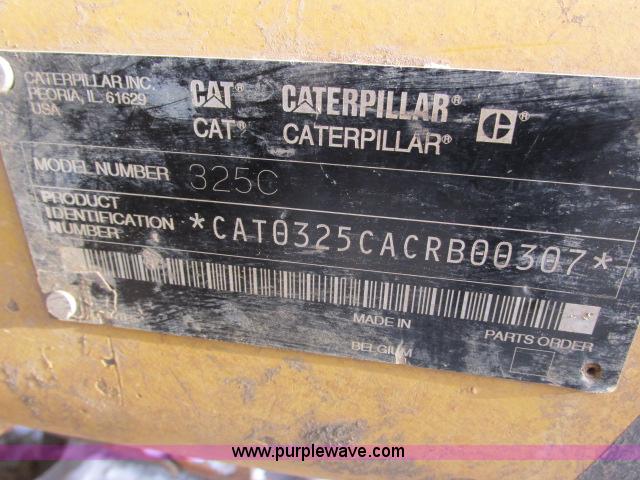 CATERPILLAR INC.
PEORIA, IL 61629
USA
CAT® CATERPILLAR® C®
CAT® CATERPILLAR®
MODEL NUMBER 325C
PRODUCT
IDENTIFICATION
NUMBER *CAT0325CACRB00307*
MADE IN
BELGIUM
PARTS ORDER
www.purplewave.com